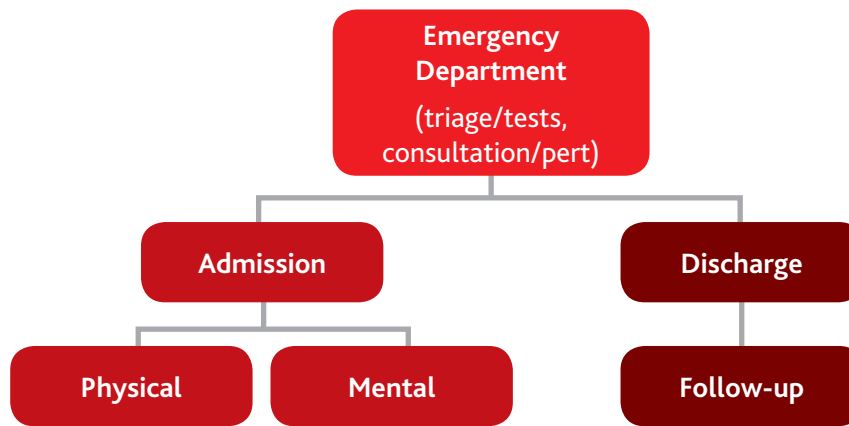 Emergency
Department
(triage/tests,
consultation/pert)
Admission
Discharge
Physical
Mental
Follow-up